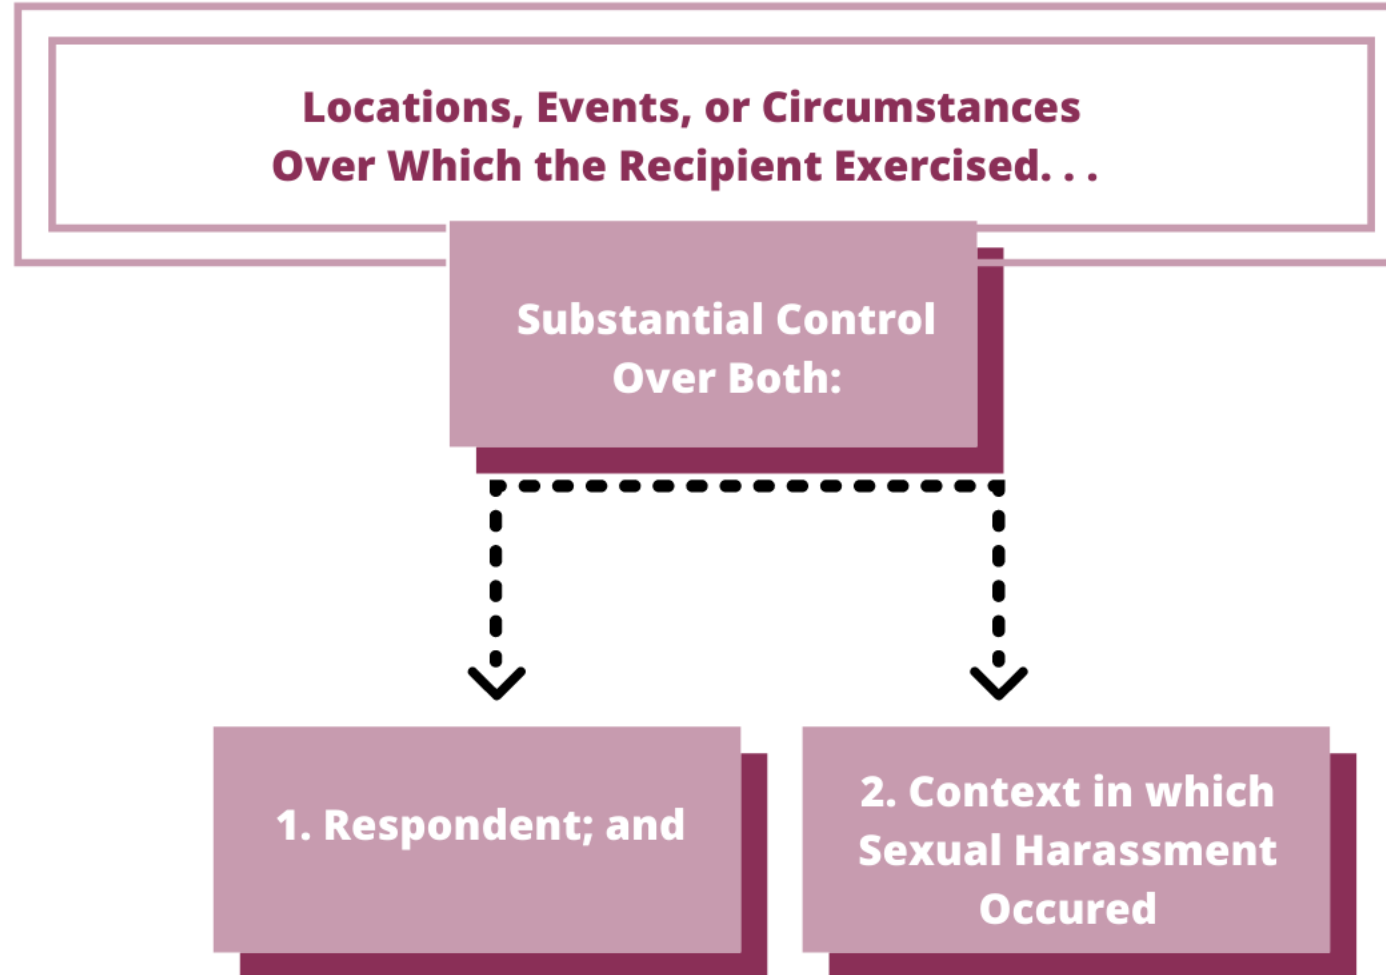 Locations, Events, or Circumstances
Over Which the Recipient Exercised. . .
Substantial Control
Over Both:
1. Respondent; and
2. Context in which
Sexual Harassment
Occured